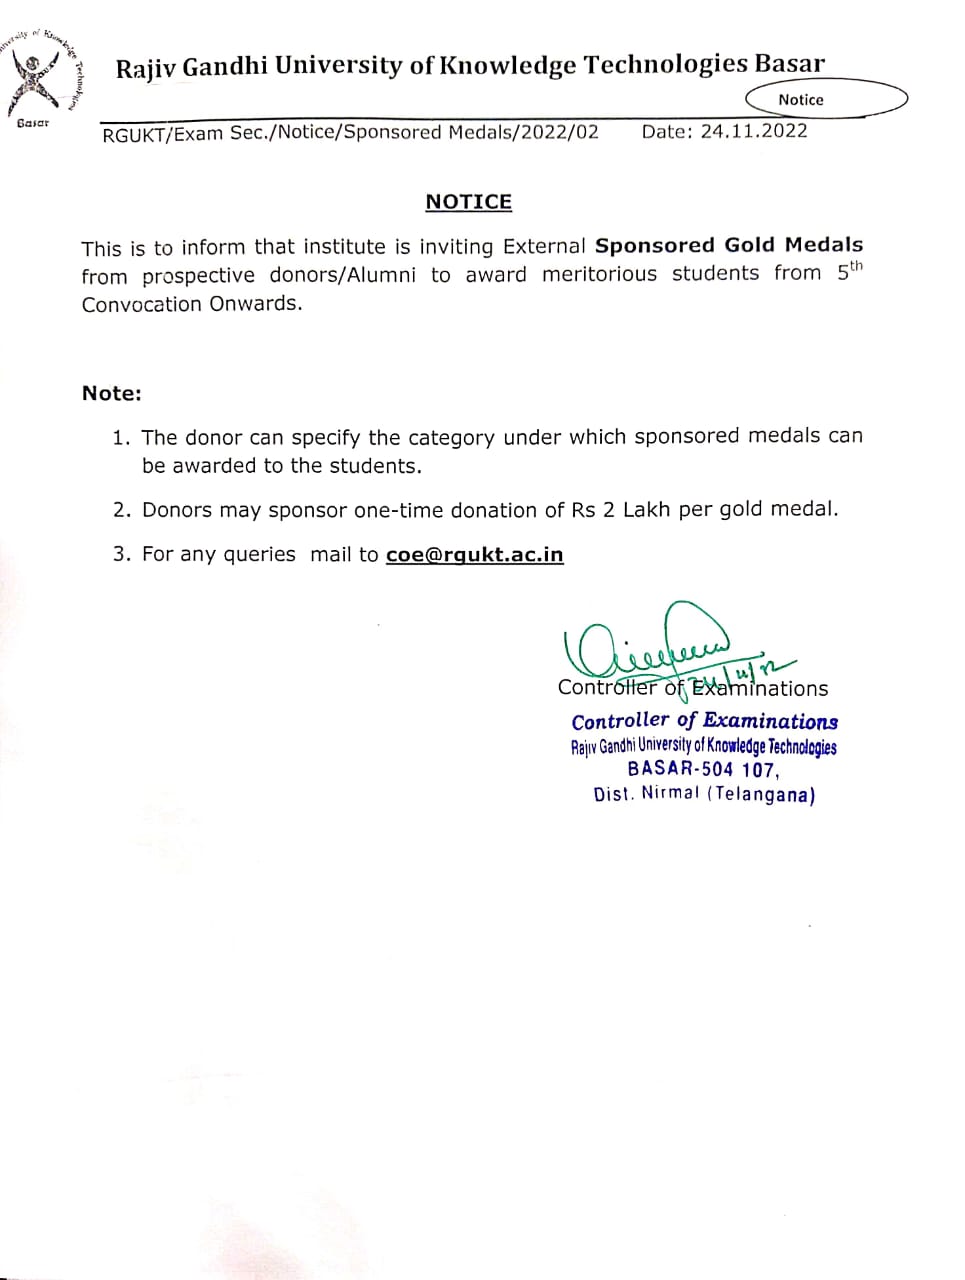 University of Knowledge Technologies
Basar
Rajiv Gandhi University of Knowledge Technologies Basar
Notice
RGUKT/Exam Sec./Notice/Sponsored Medals/2022/02 Date: 24.11.2022
NOTICE
This is to inform that institute is inviting External Sponsored Gold Medals
from prospective donors/Alumni to award meritorious students from 5th
Convocation Onwards.
Note:
1. The donor can specify the category under which sponsored medals can
be awarded to the students.
2. Donors may sponsor one-time donation of Rs 2 Lakh per gold medal.
3. For any queries mail to coe@rgukt.ac.in
24/11/22
Controller of Examinations
Controller of Examinations
Rajiv Gandhi University of Knowledge Technologies
BASAR-504 107,
Dist. Nirmal (Telangana)